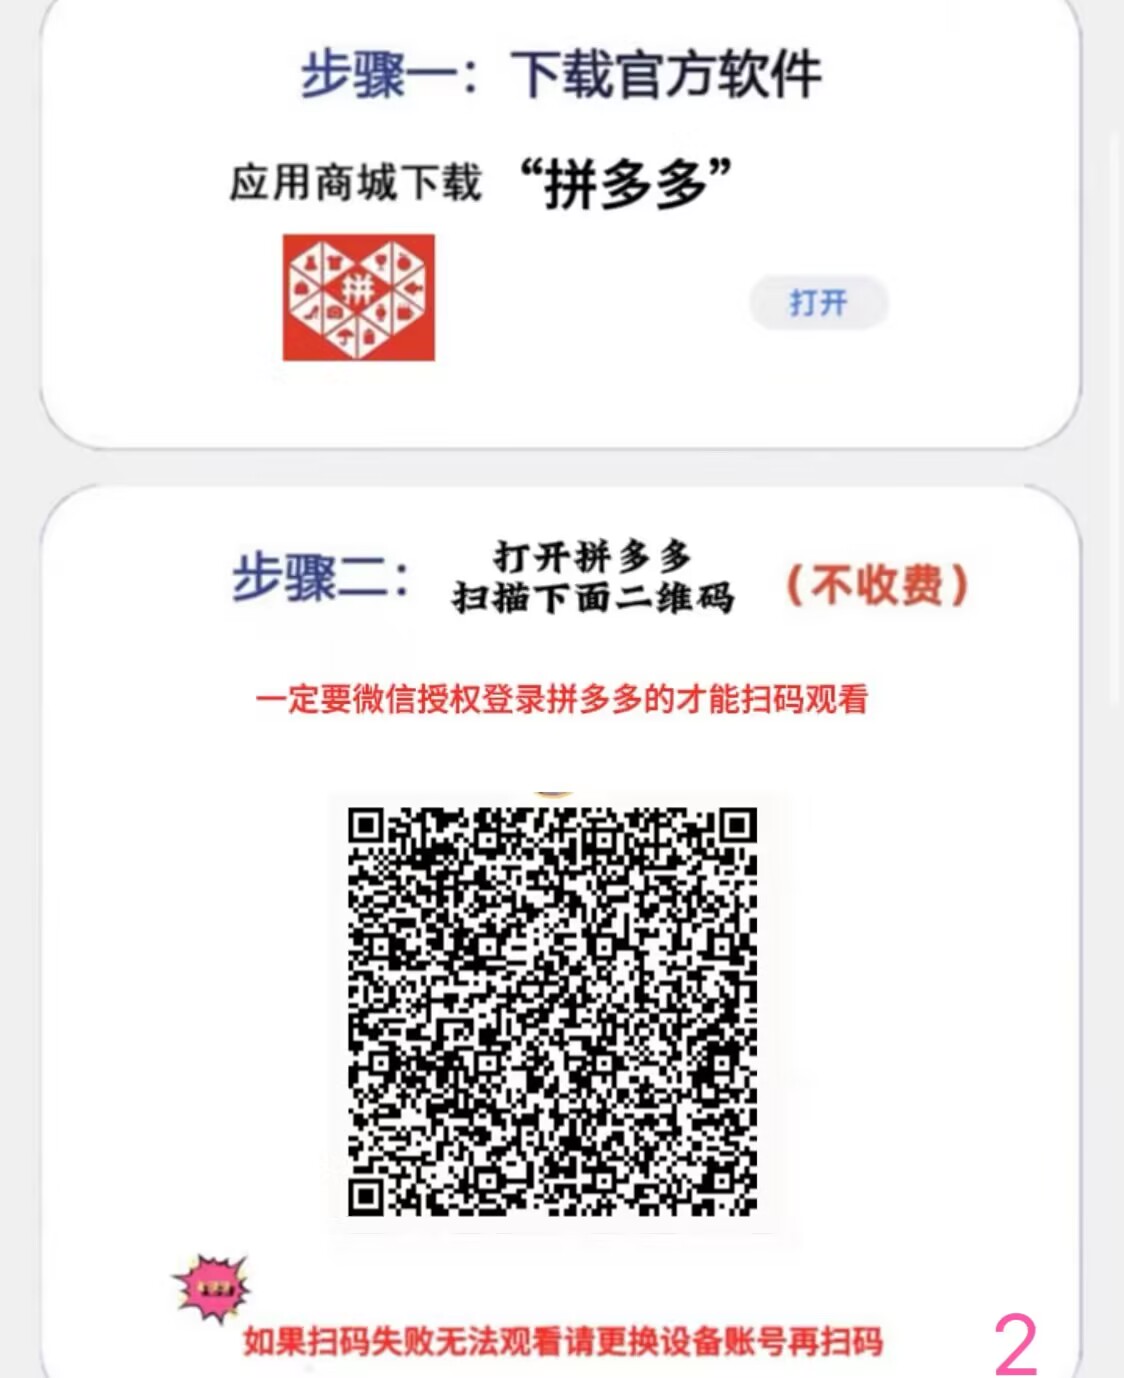 步骤一：下载官方软件
应用商城下载 “拼多多”
拼
打开
步骤二：
打开拼多多
扫描下面二维码
（不收费）
一定要微信授权登录拼多多的才能扫码观看
如果扫码失败无法观看请更换设备账号再扫码
2